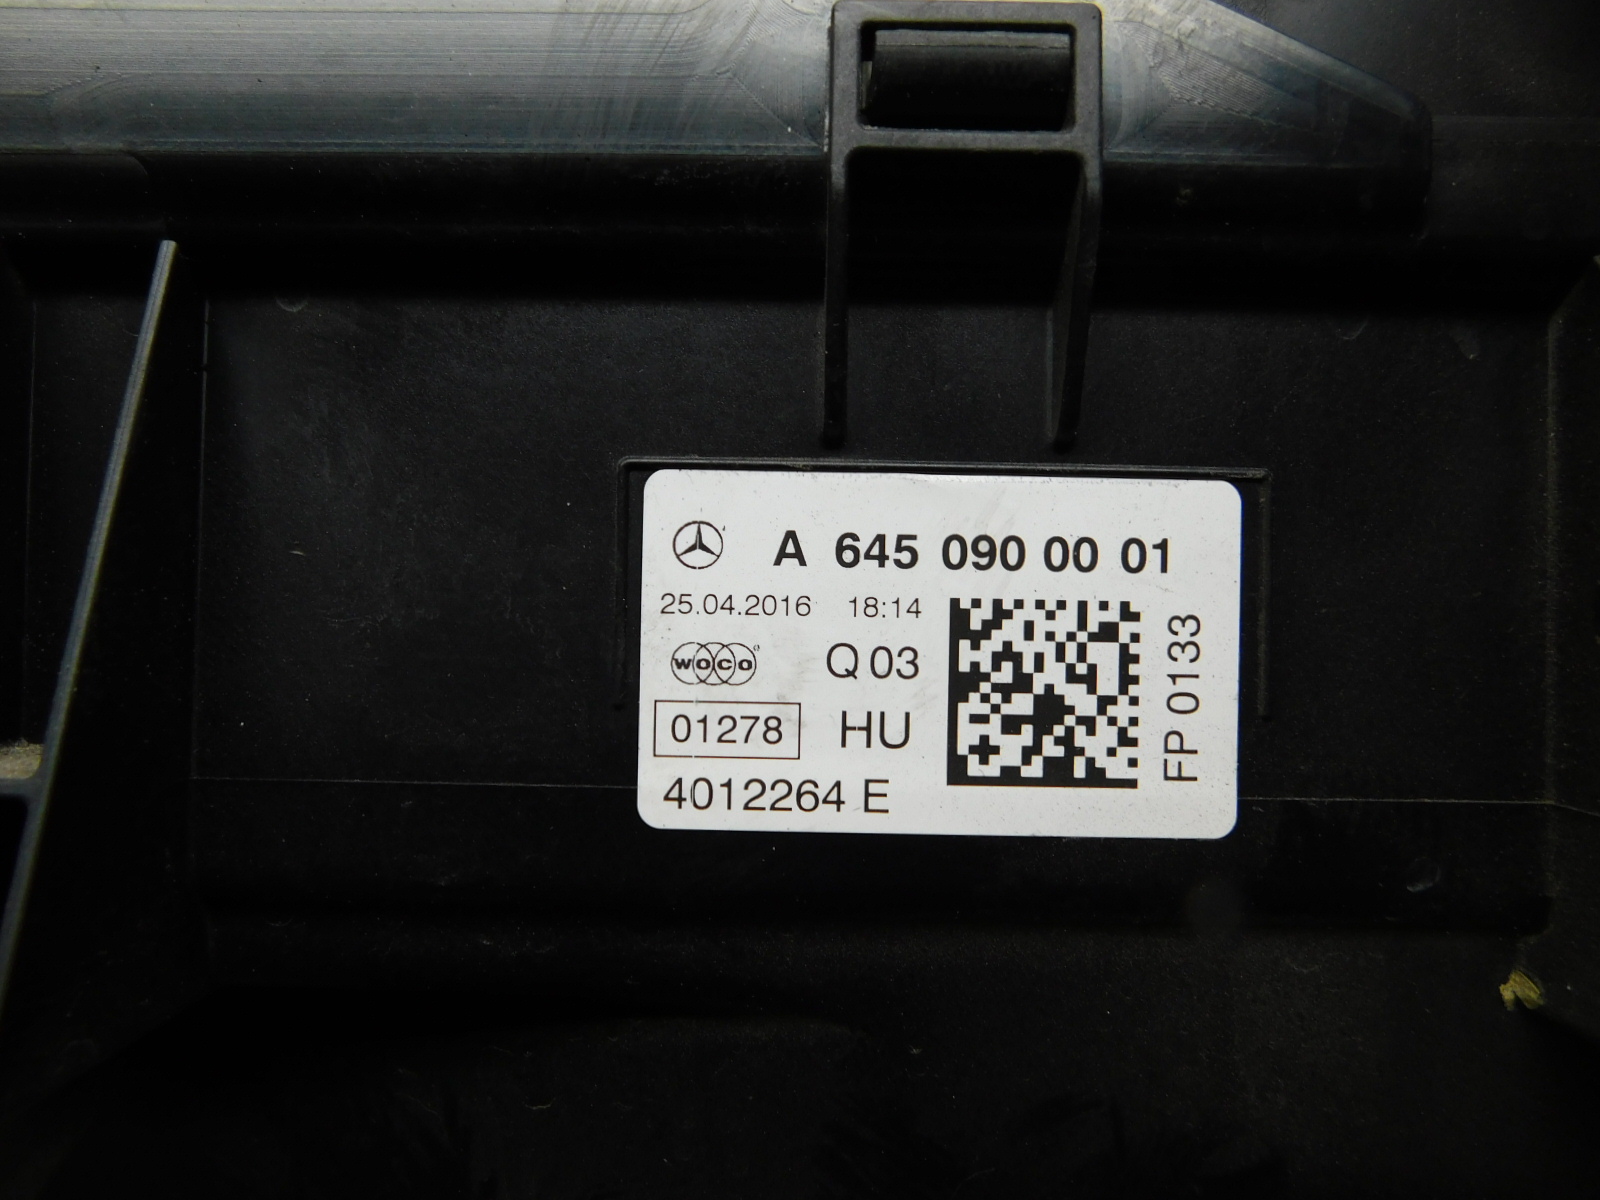 A 645 090 00 01
25.04.2016 18:14
WOCO Q 03
01278 HU
4012264 E
FP 0133